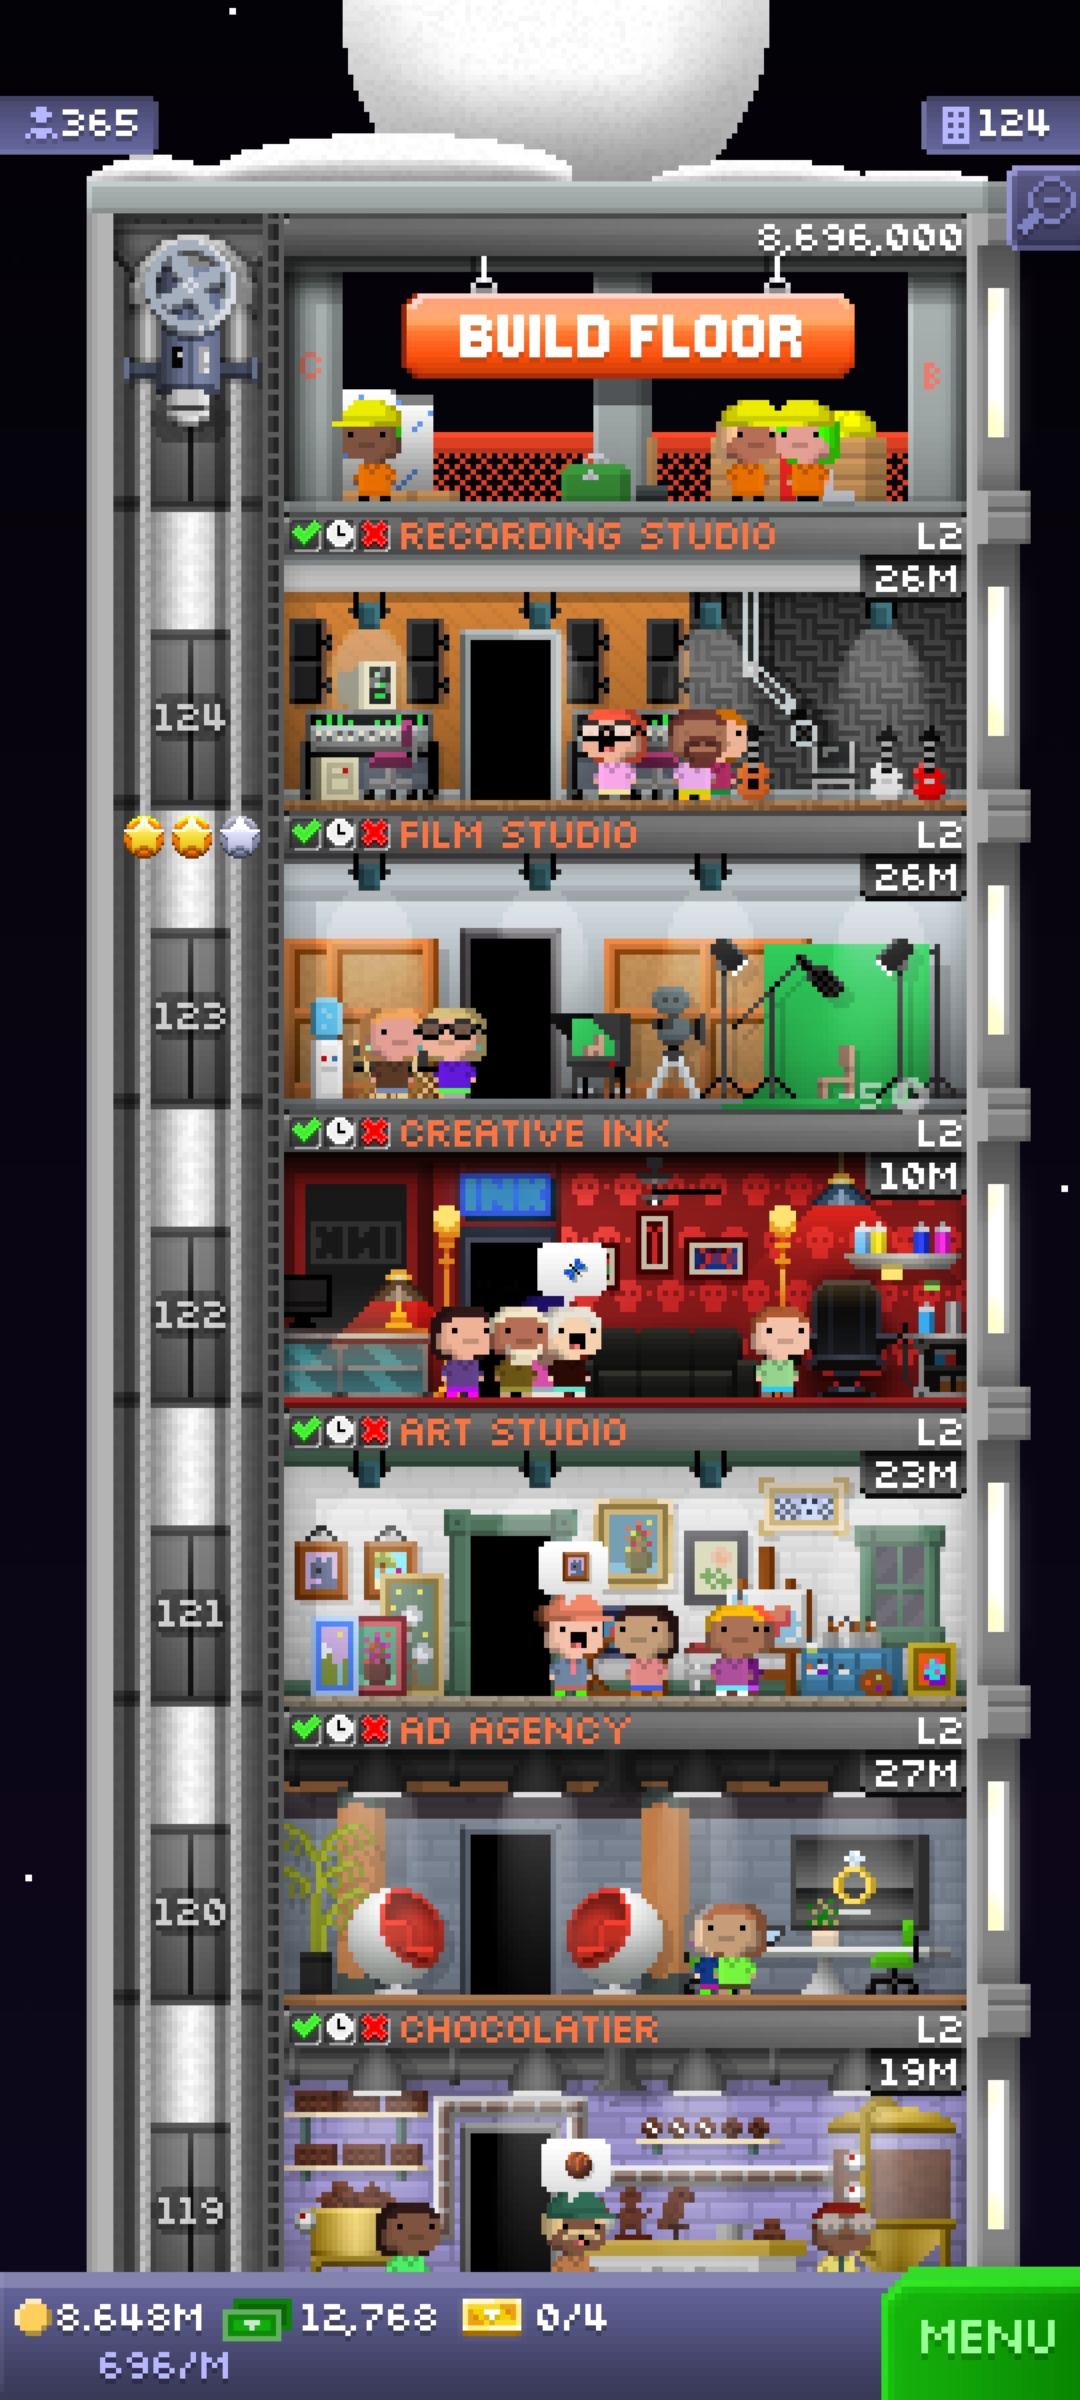 365
124
8,696,000
BUILD FLOOR
C
B
RECORDING STUDIO L2
26M
124
FILM STUDIO L2
26M
123
5
CREATIVE INK L2
10M
INK
INK
122
ART STUDIO L2
23M
121
AD AGENCY L2
27M
120
CHOCOLATIER L2
19M
119
8.648M 12,768 0/4
696/M
MENU